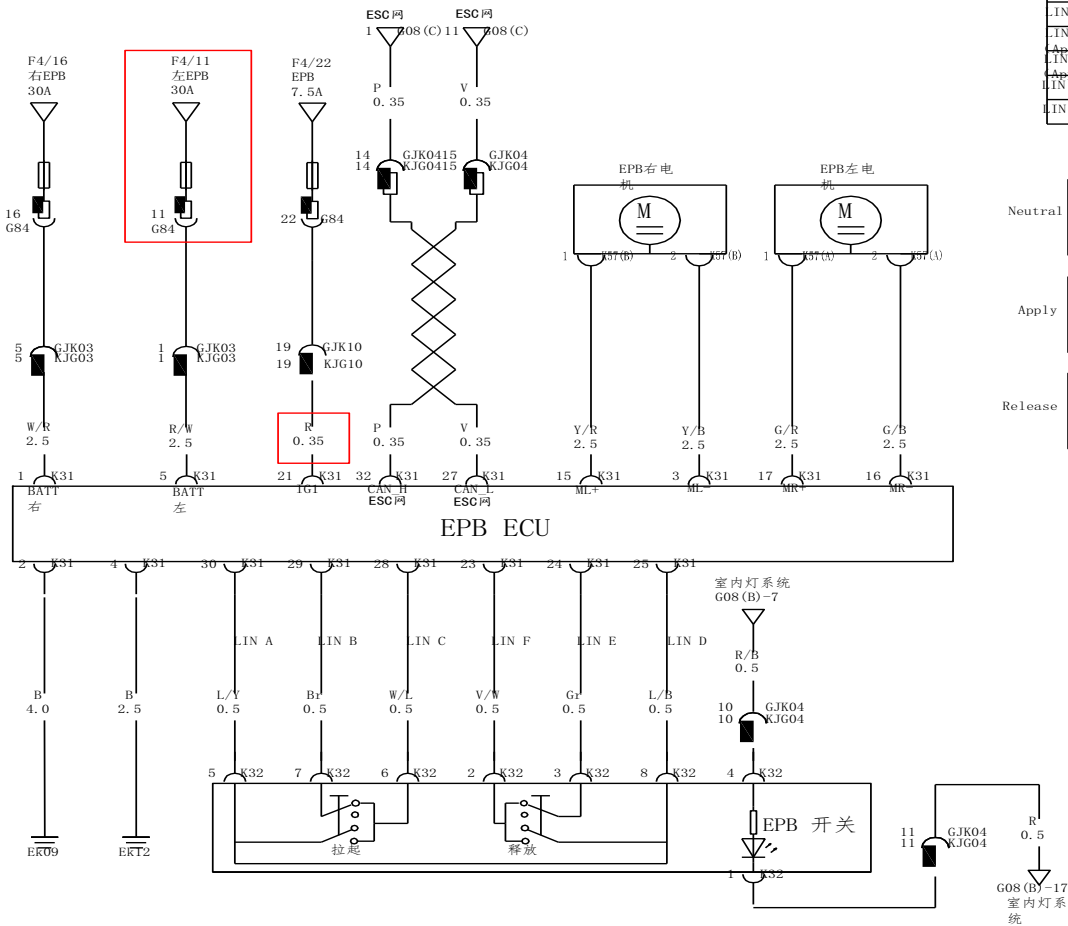 ESC网
ESC网
1
G08(C)
11
G08(C)
LIN
LIN
(Ap
LIN
(Ap
LIN
LIN
F4/16
右EPB
30A
F4/11
左EPB
30A
F4/22
EPB
7.5A
P
0.35
V
0.35
14
14
GJK0415
KJG0415
GJK04
KJG04
EPB右电
机
EPB左电
机
M
M
16
G84
11
G84
22
G84
Neutral
1
K57(B)
2
K57(B)
1
K57(A)
2
K57(A)
Apply
5
5
GJK03
KJG03
1
1
GJK03
KJG03
19
19
GJK10
KJG10
Release
W/R
2.5
R/W
2.5
R
0.35
P
0.35
V
0.35
Y/R
2.5
Y/B
2.5
G/R
2.5
G/B
2.5
1
K31
5
K31
21
K31
32
K31
27
K31
15
K31
3
K31
17
K31
16
K31
BATT
右
BATT
左
IG1
CAN_H
ESC网
CAN_L
ESC网
ML+
ML-
MR+
MR-
EPB ECU
2
K31
4
K31
30
K31
29
K31
28
K31
23
K31
24
K31
25
K31
室内灯系统
G08(B)-7
LIN A
LIN B
LIN C
LIN F
LIN E
LIN D
R/B
0.5
B
4.0
B
2.5
L/Y
0.5
Br
0.5
W/L
0.5
V/W
0.5
Gr
0.5
L/B
0.5
10
10
GJK04
KJG04
5
K32
7
K32
6
K32
2
K32
3
K32
8
K32
4
K32
EPB 开关
拉起
释放
Ek09
EkT2
1
K32
11
11
GJK04
KJG04
R
0.5
G08(B)-17
室内灯系
统